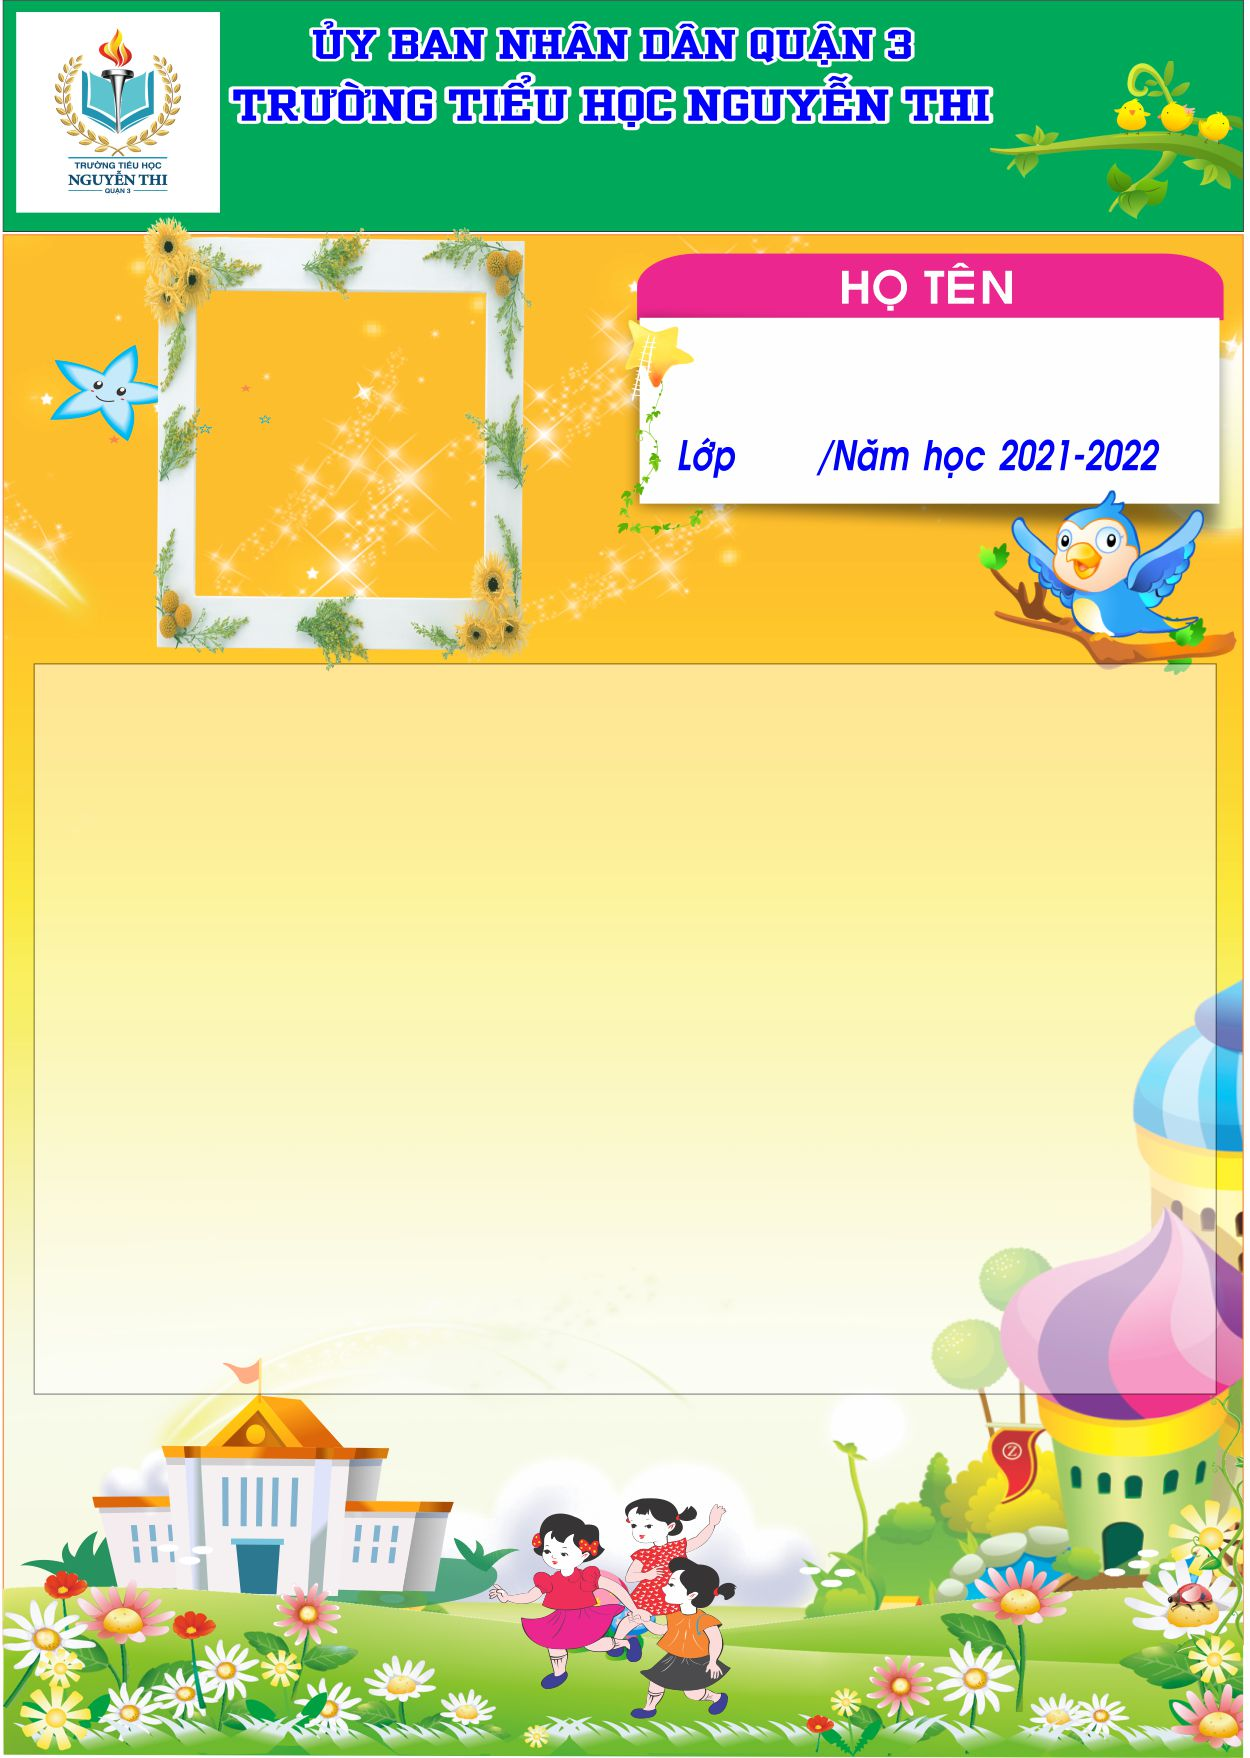 ỦY BAN NHÂN DÂN QUẬN 3
TRƯỜNG TIỂU HỌC NGUYỄN THI
TRƯỜNG TIỂU HỌC
NGUYỄN THI
QUẬN 3
HỌ TÊN
Lớp /Năm học 2021-2022
Z